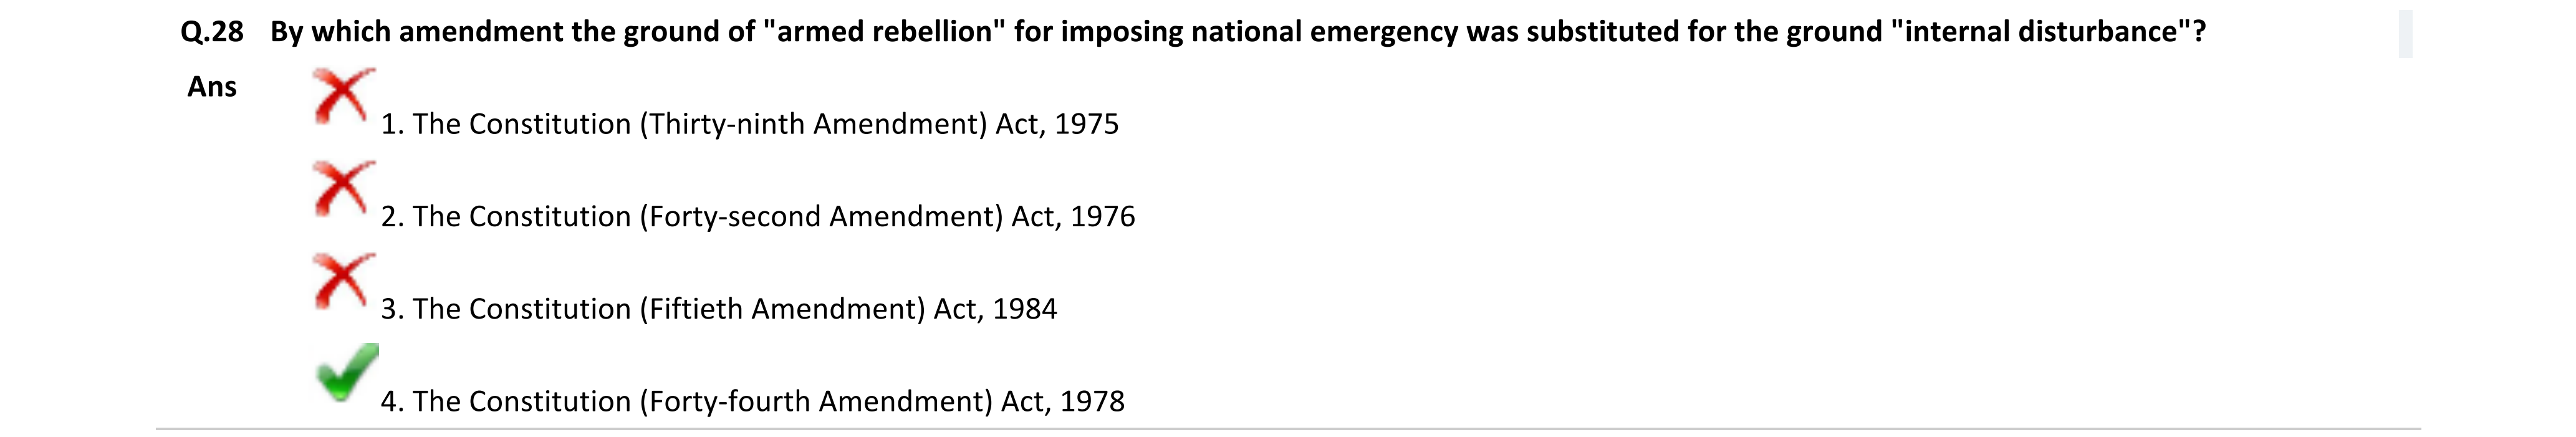 Q.28 By which amendment the ground of "armed rebellion" for imposing national emergency was substituted for the ground "internal disturbance"?
Ans
1. The Constitution (Thirty-ninth Amendment) Act, 1975
2. The Constitution (Forty-second Amendment) Act, 1976
3. The Constitution (Fiftieth Amendment) Act, 1984
4. The Constitution (Forty-fourth Amendment) Act, 1978